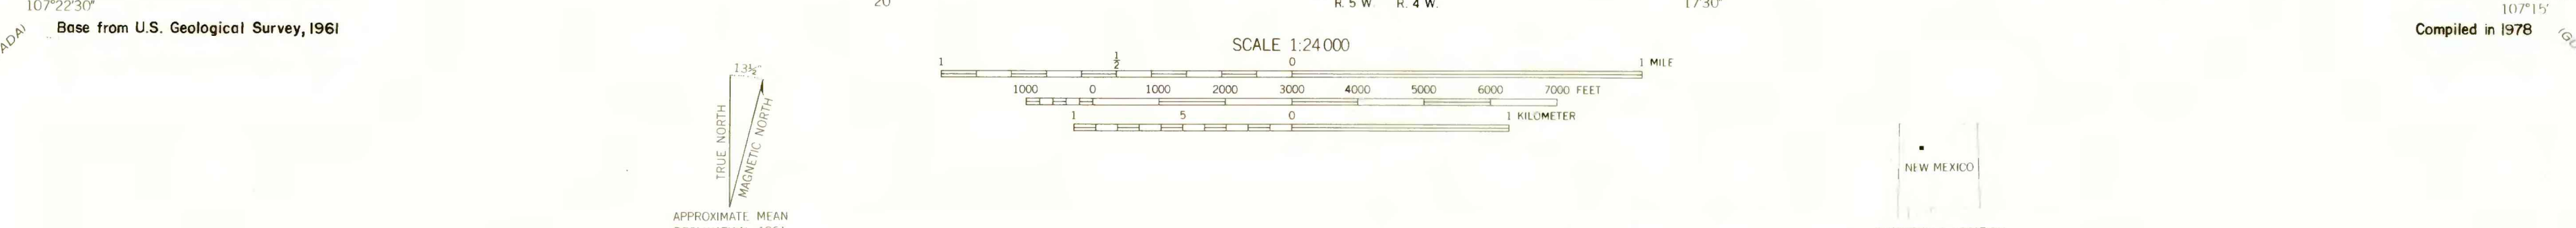 107°22'30" 20' R. 5 W. R. 4 W. 17'30" 107°15'
ADA)
Base from U.S. Geological Survey, 1961
Compiled in 1978
SCALE 1:24 000
1 1/2 0 1 MILE
1000 0 1000 2000 3000 4000 5000 6000 7000 FEET
1 5 0 1 KILOMETER
13½°
TRUE NORTH
MAGNETIC NORTH
APPROXIMATE MEAN
NEW MEXICO